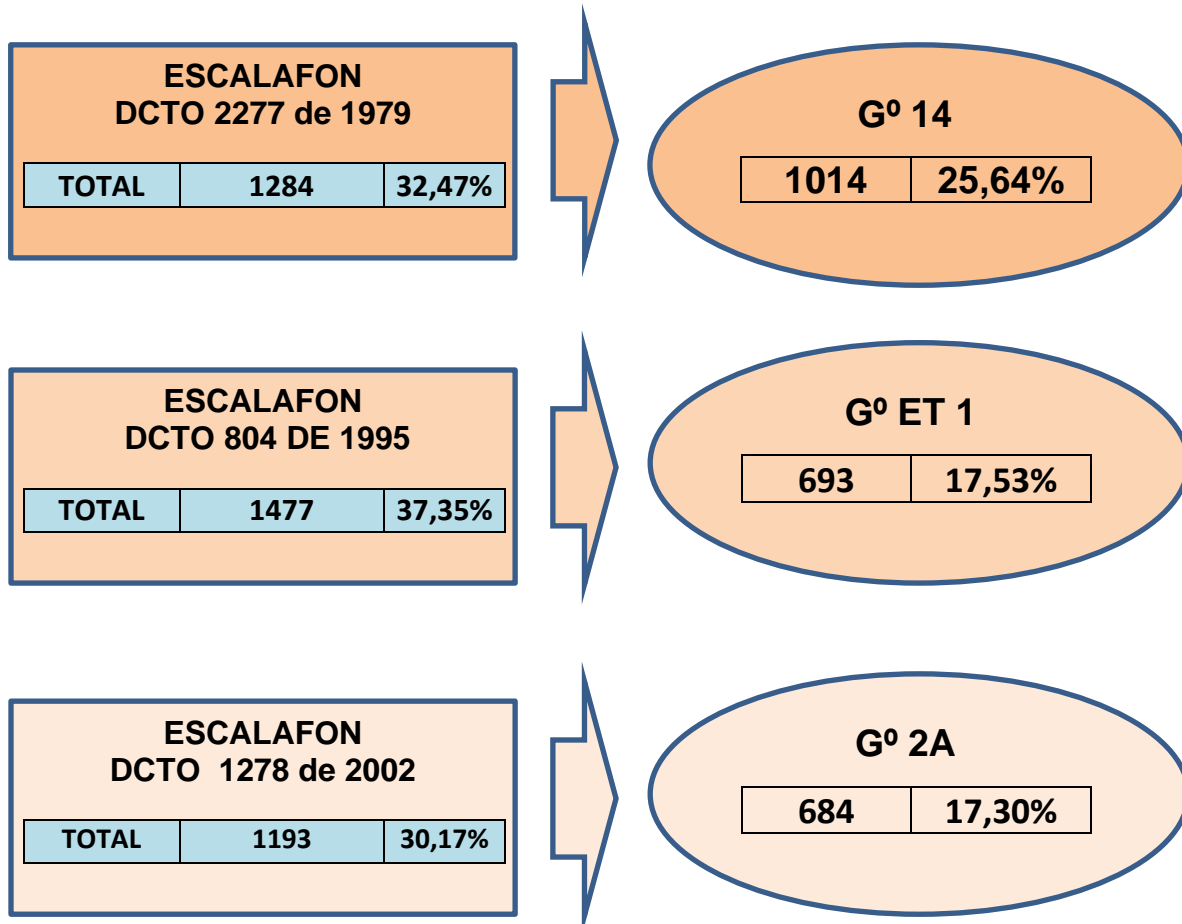 ESCALAFON
DCTO 2277 de 1979
TOTAL 1284 32,47%
Gº 14
1014 25,64%
ESCALAFON
DCTO 804 DE 1995
TOTAL 1477 37,35%
Gº ET 1
693 17,53%
ESCALAFON
DCTO 1278 de 2002
TOTAL 1193 30,17%
Gº 2A
684 17,30%